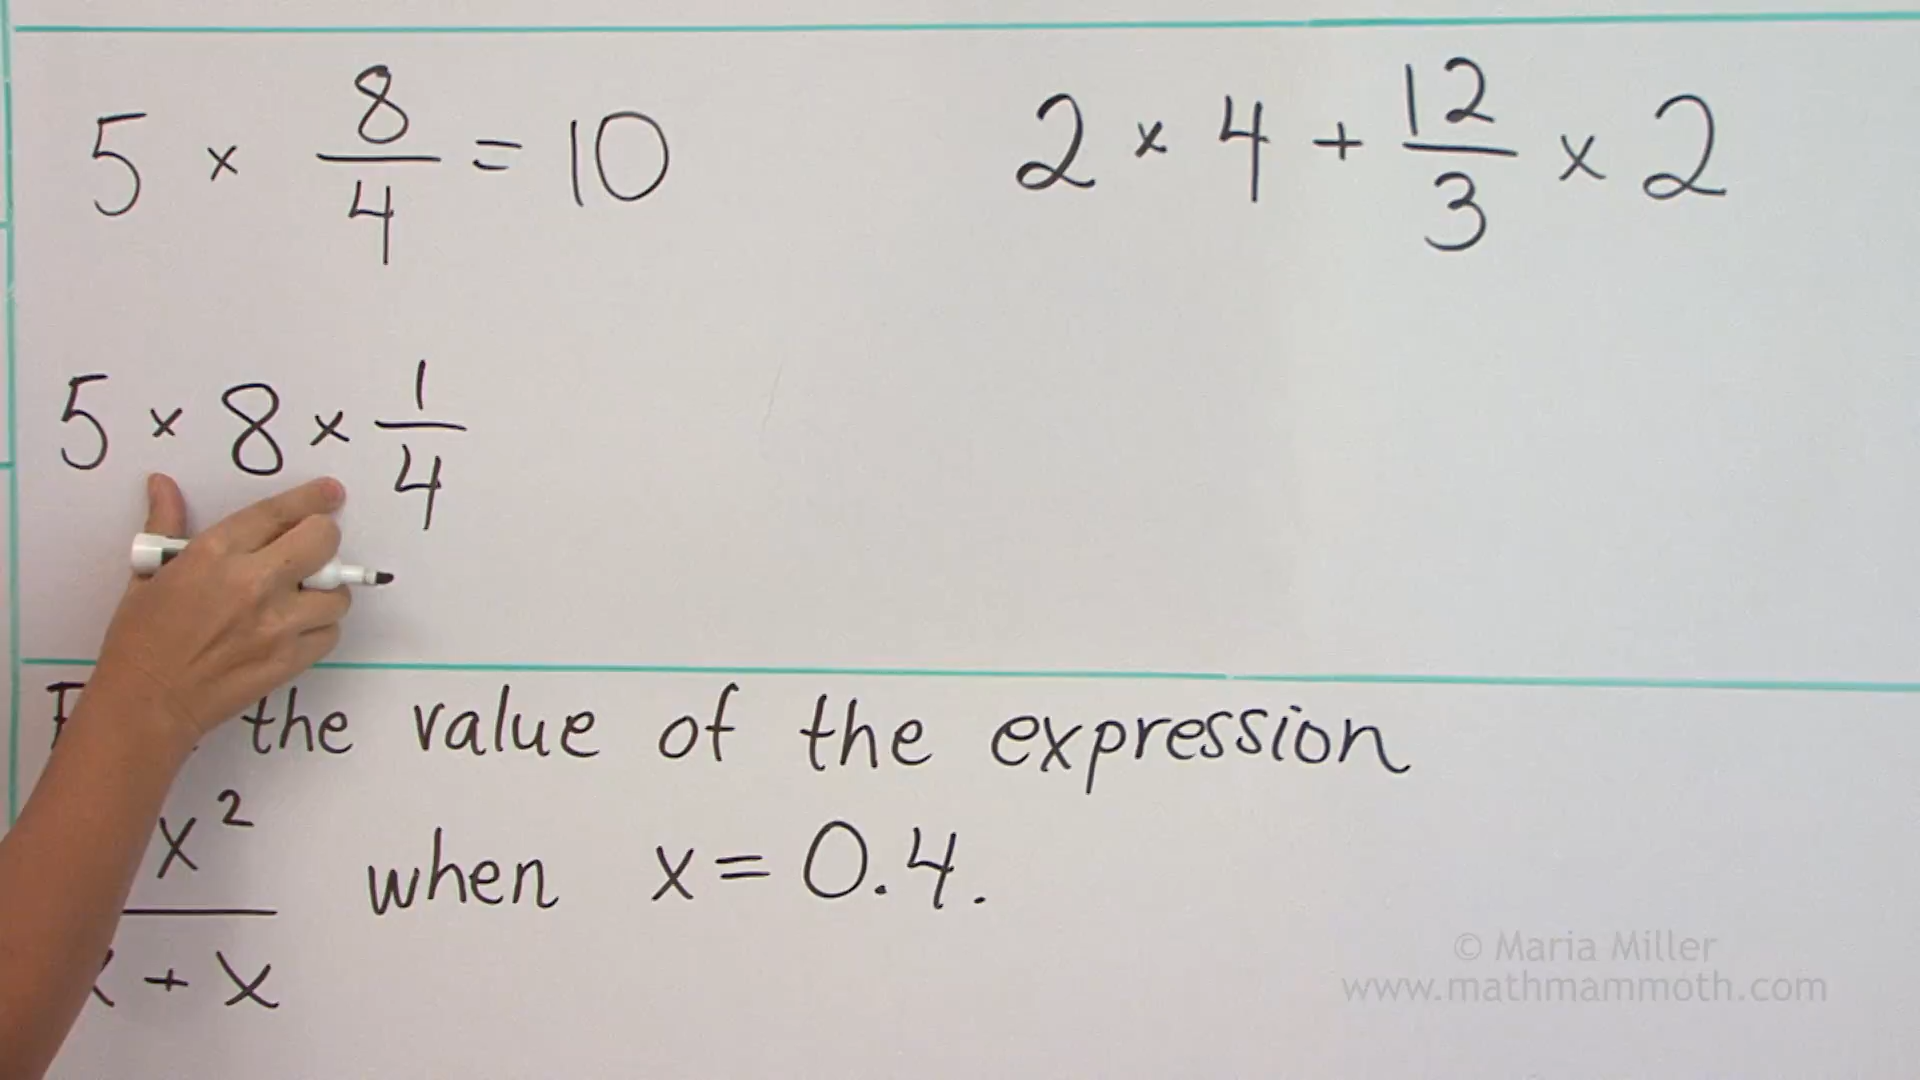 5 × 8/4 = 10
2 × 4 + 12/3 × 2
5 × 8 × 1/4
the value of the expression
x² when x = 0.4.
+ x
© Maria Miller
www.mathmammoth.com